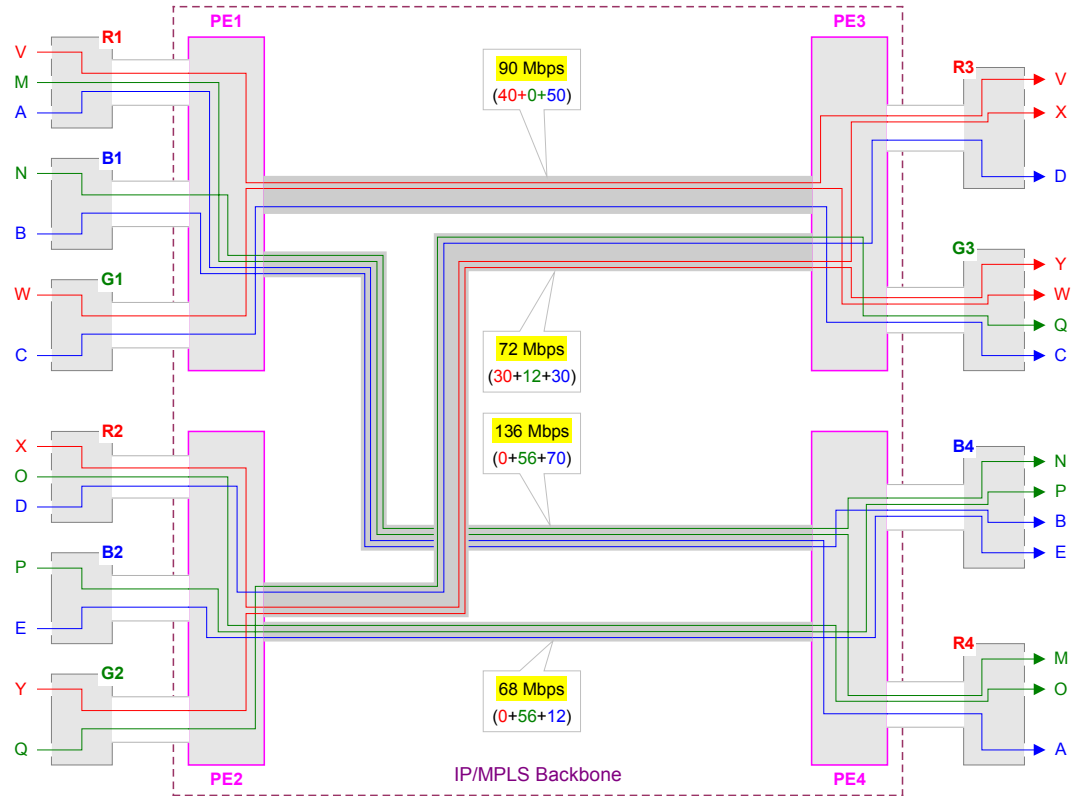 PE1
PE3
R1
V
M
A
90 Mbps
(40+0+50)
R3
V
X
D
B1
N
B
G1
W
C
G3
Y
W
Q
C
72 Mbps
(30+12+30)
136 Mbps
(0+56+70)
R2
X
O
D
B4
N
P
B
E
B2
P
E
G2
Y
Q
68 Mbps
(0+56+12)
R4
M
O
A
PE2
IP/MPLS Backbone
PE4